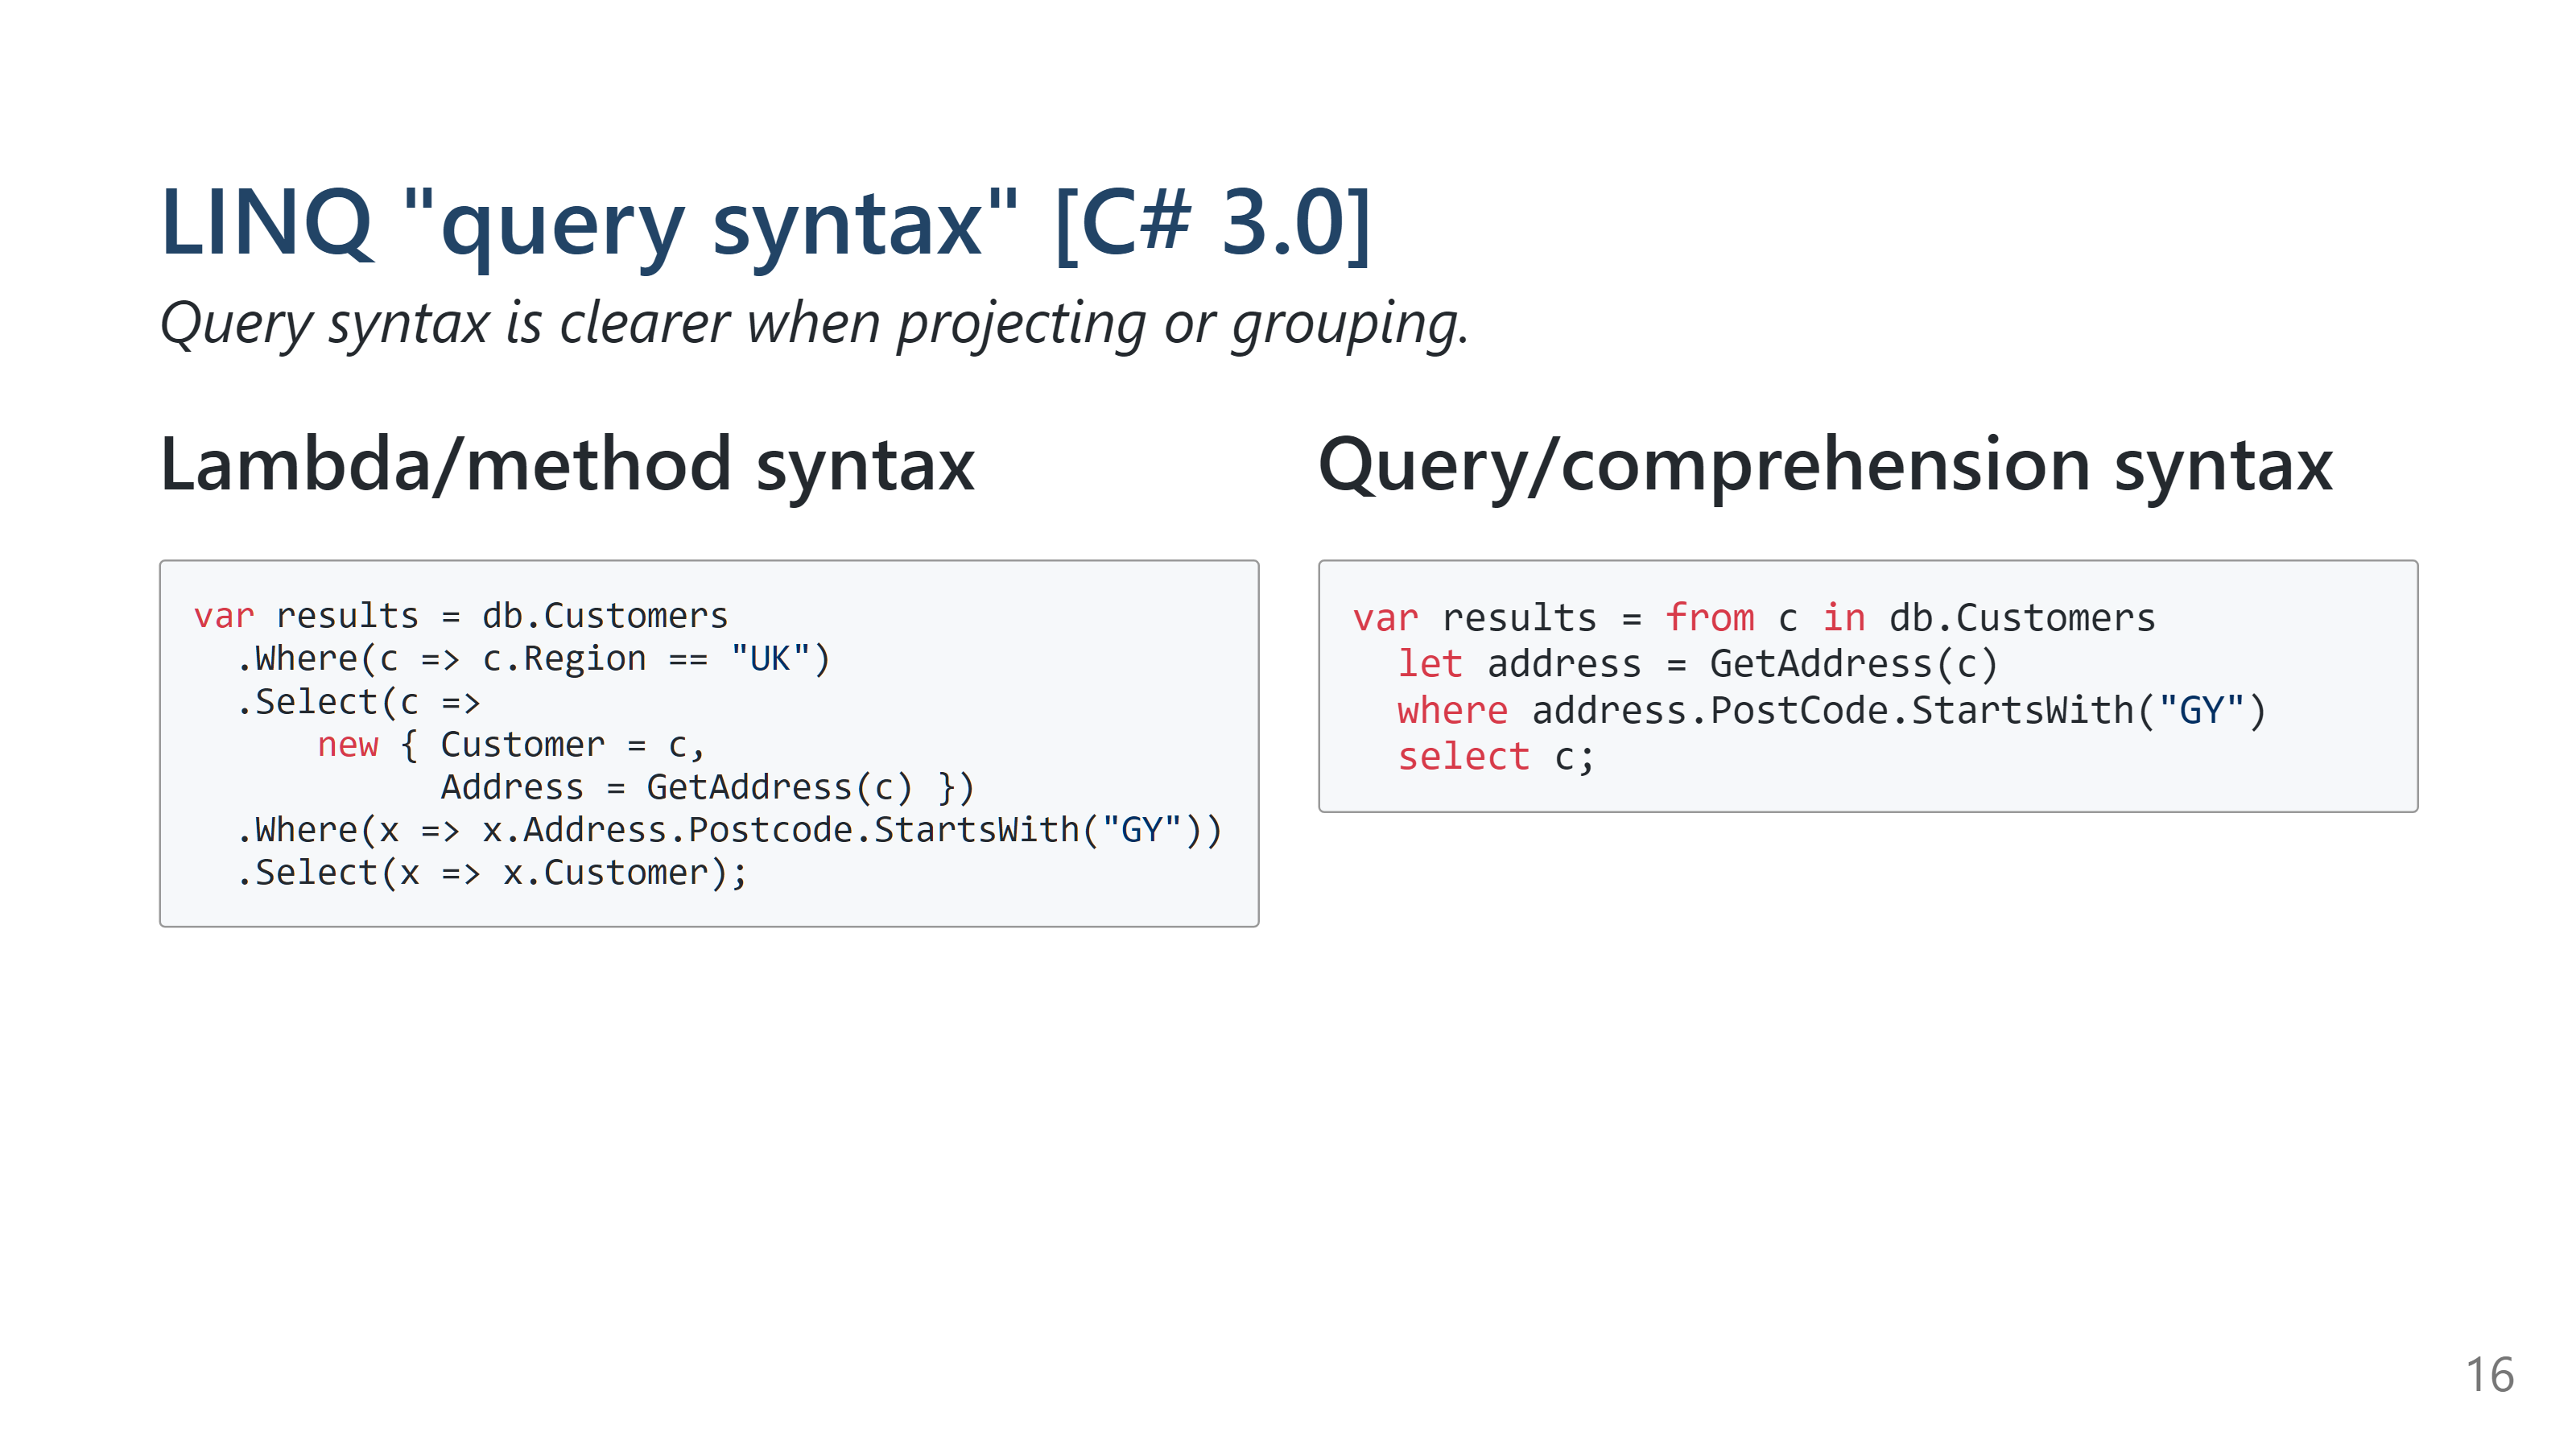 LINQ "query syntax" [C# 3.0]
Query syntax is clearer when projecting or grouping.
Lambda/method syntax
var results = db.Customers
  .Where(c => c.Region == "UK")
  .Select(c =>
      new { Customer = c,
            Address = GetAddress(c) })
  .Where(x => x.Address.Postcode.StartsWith("GY"))
  .Select(x => x.Customer);
Query/comprehension syntax
var results = from c in db.Customers
  let address = GetAddress(c)
  where address.PostCode.StartsWith("GY")
  select c;
16